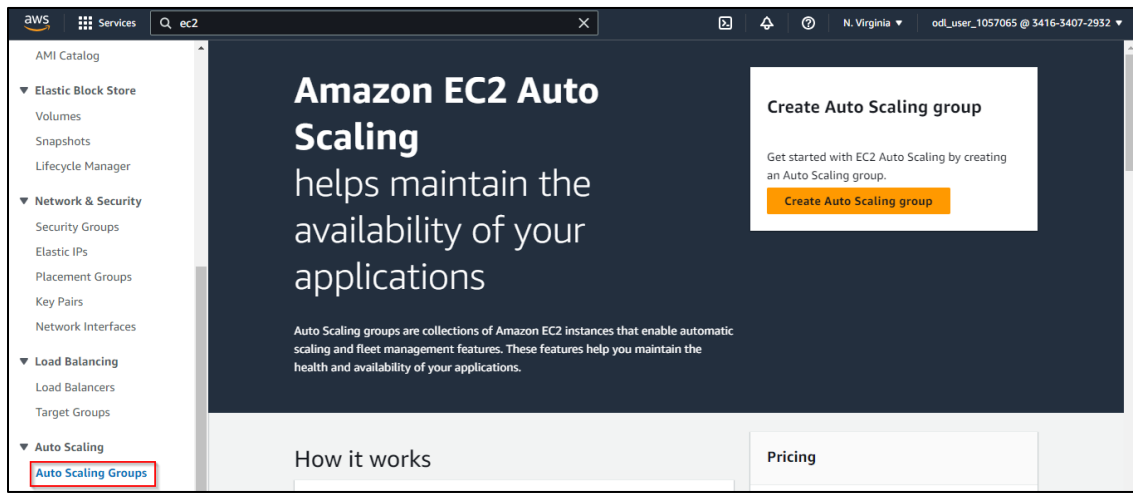 aws
Services
ec2
N. Virginia
odl_user_1057065 @ 3416-3407-2932
AMI Catalog
Elastic Block Store
Volumes
Snapshots
Lifecycle Manager
Network & Security
Security Groups
Elastic IPs
Placement Groups
Key Pairs
Network Interfaces
Load Balancing
Load Balancers
Target Groups
Auto Scaling
Auto Scaling Groups
Amazon EC2 Auto
Scaling
helps maintain the
availability of your
applications
Auto Scaling groups are collections of Amazon EC2 instances that enable automatic
scaling and fleet management features. These features help you maintain the
health and availability of your applications.
Create Auto Scaling group
Get started with EC2 Auto Scaling by creating
an Auto Scaling group.
Create Auto Scaling group
How it works
Pricing